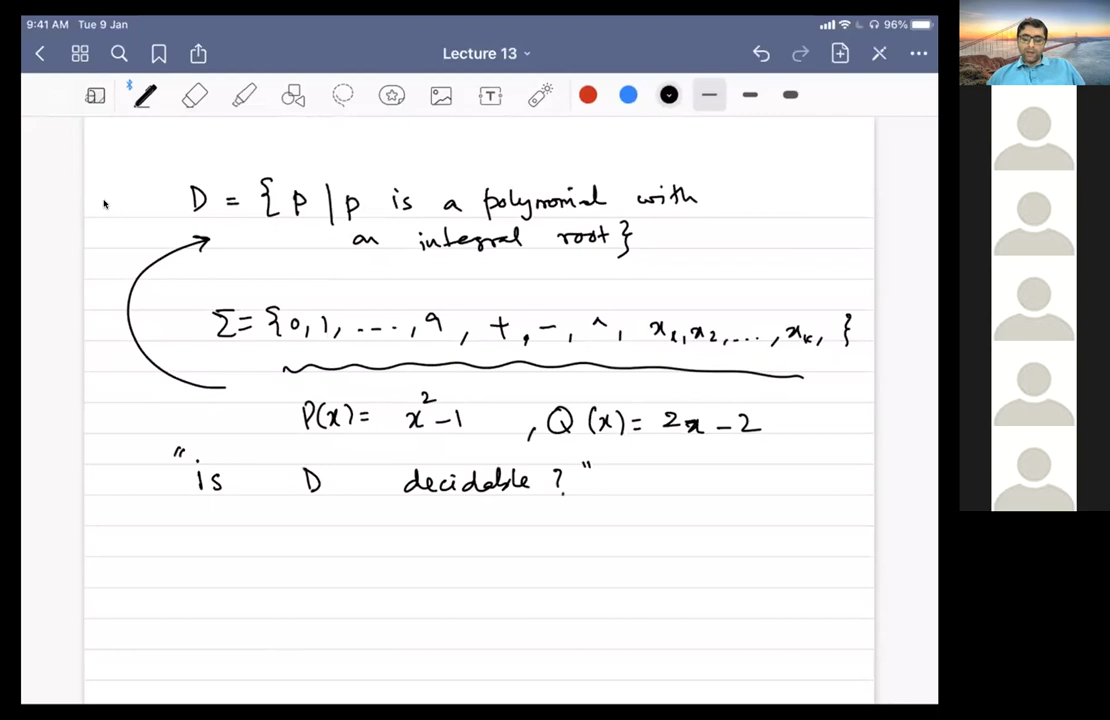 9:41 AM Tue 9 Jan
96%
Lecture 13
D = { p | p is a polynomial with
an integral root }
Σ = { 0, 1, ----, 9, +, -, ^, x₁, x₂, ..., xₖ, }
P(x) = x² - 1 , Q(x) = 2x - 2
"is D decidable ?"